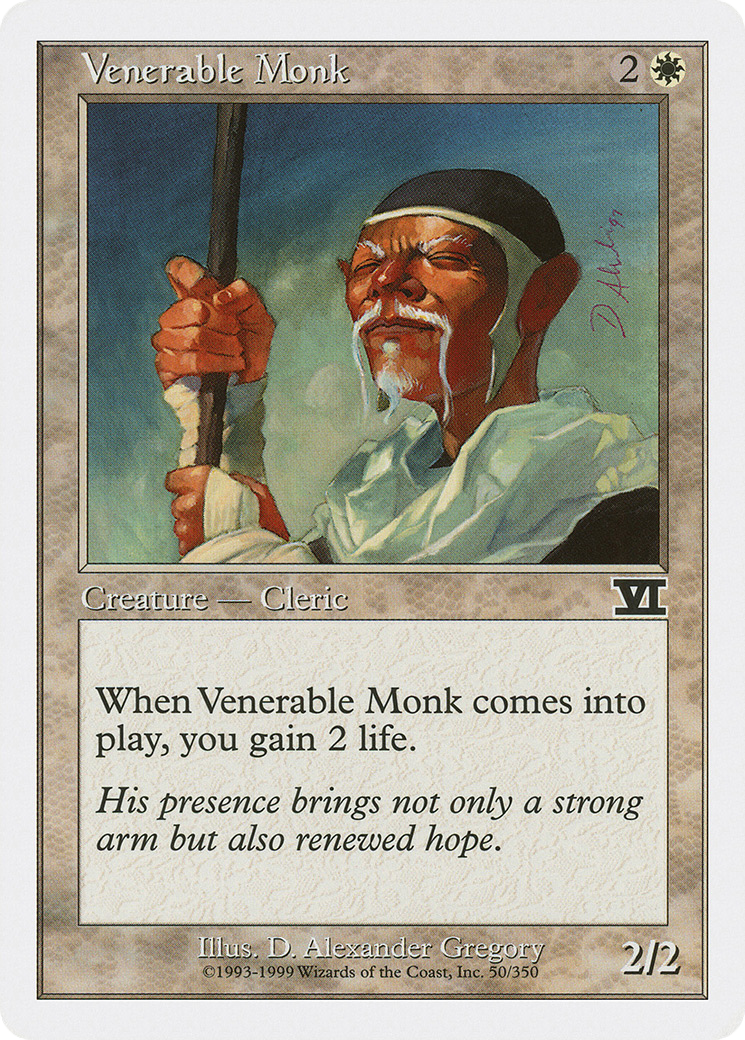 Venerable Monk 2
Creature — Cleric VI
When Venerable Monk comes into
play, you gain 2 life.
His presence brings not only a strong
arm but also renewed hope.
Illus. D. Alexander Gregory
©1993-1999 Wizards of the Coast, Inc. 50/350
2/2